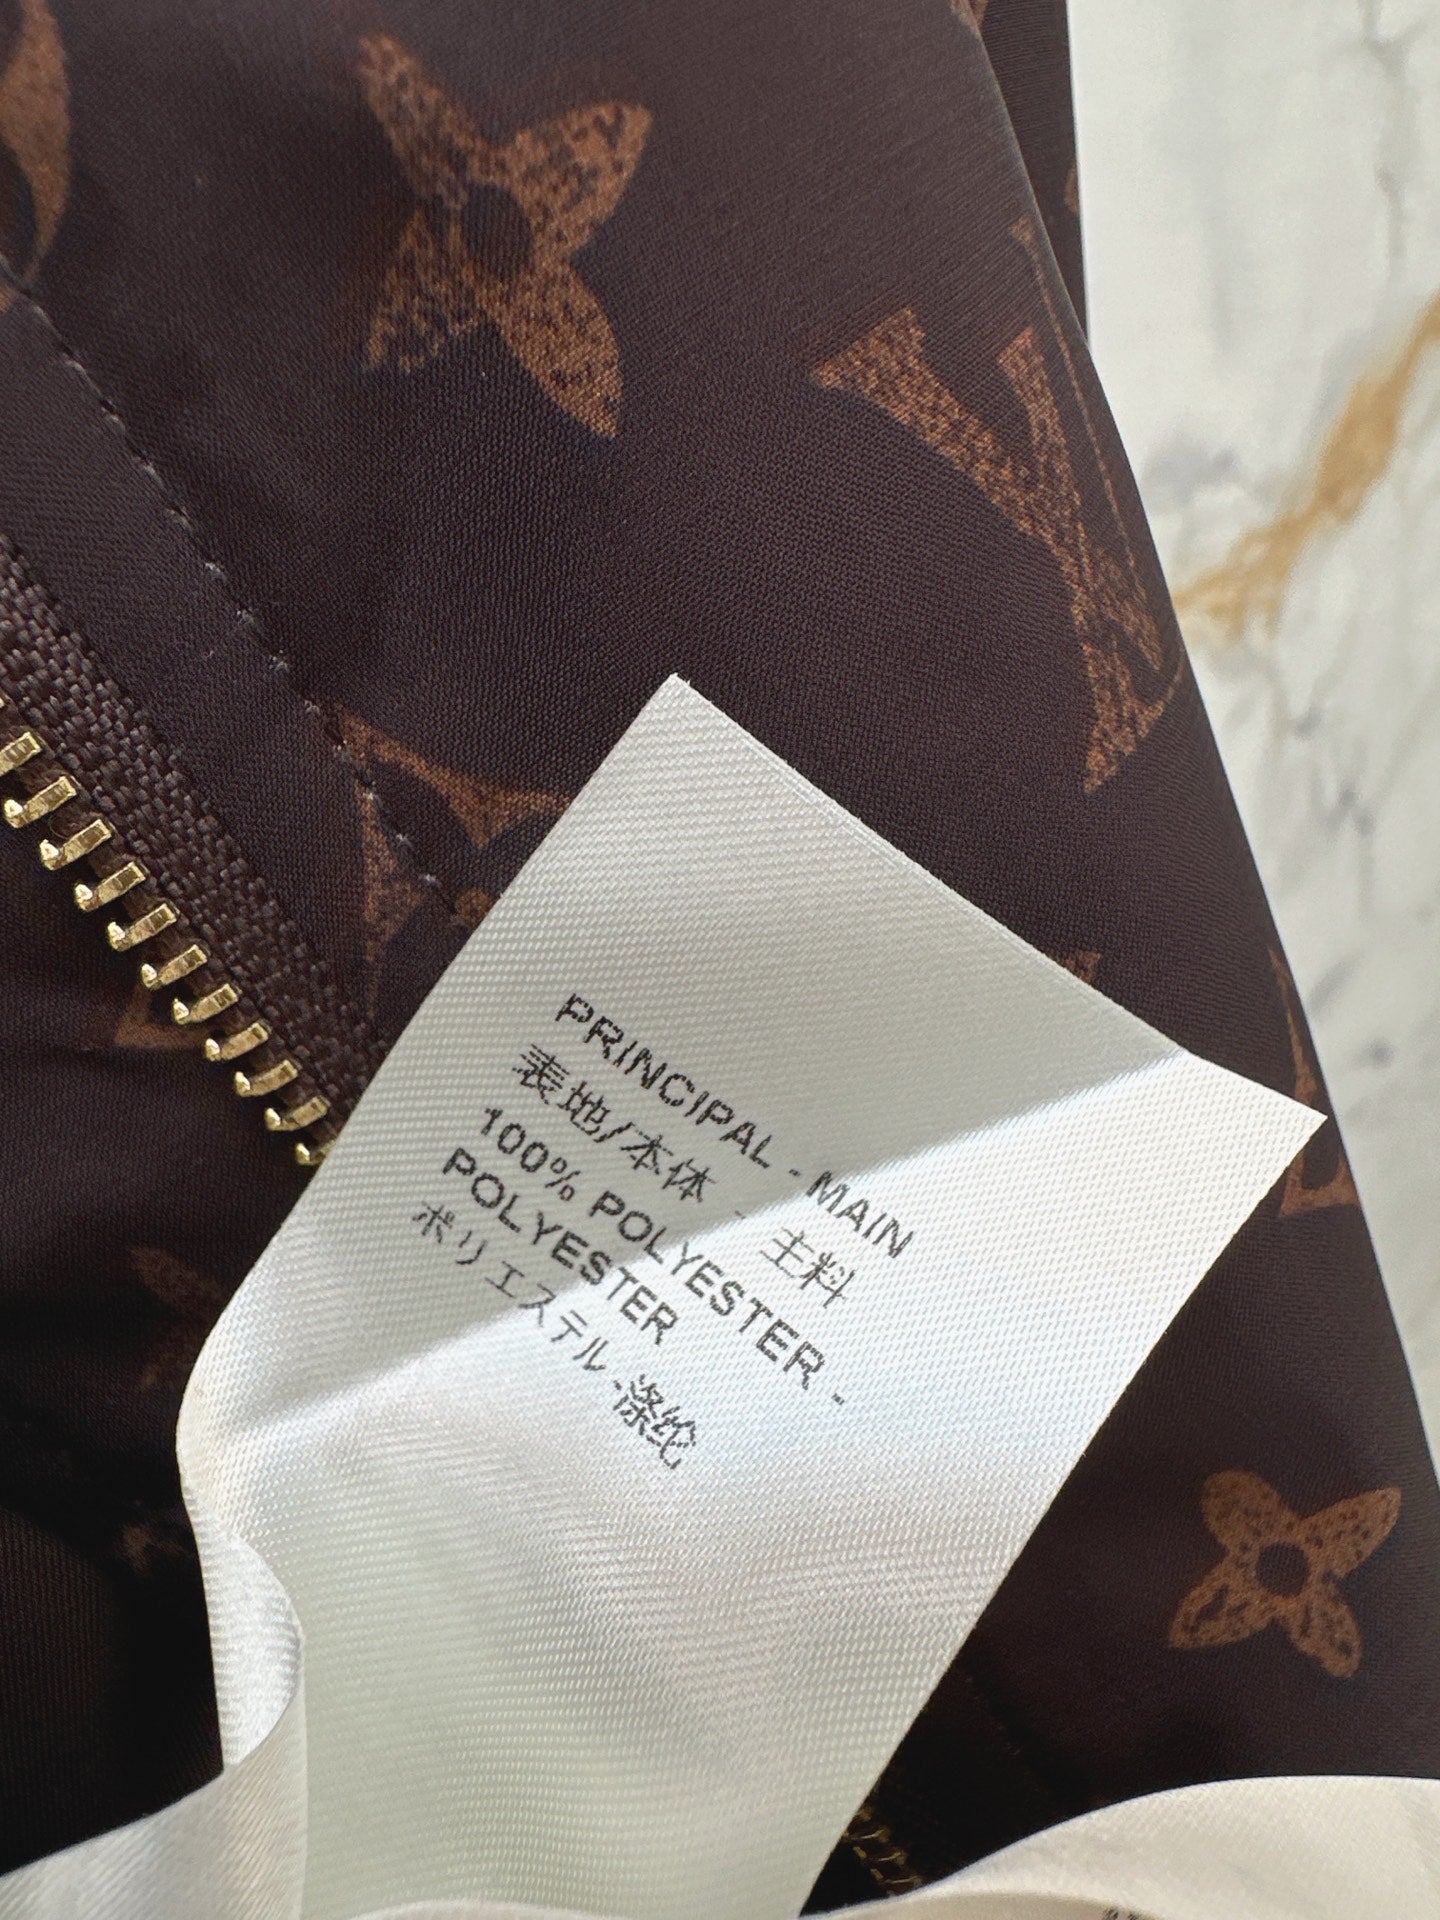 PRINCIPAL - MAIN
表地/本体 - 主料
100% POLYESTER -
POLYESTER
ポリエステル - 涤纶